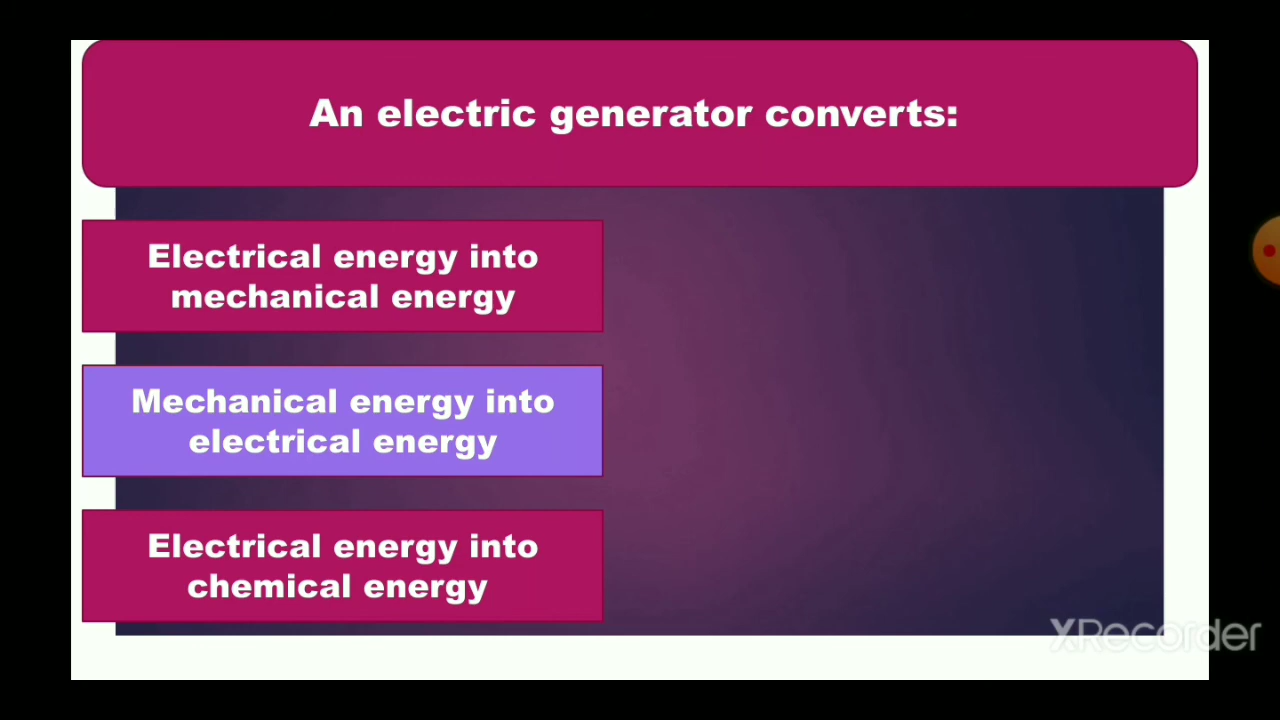 An electric generator converts:
Electrical energy into
mechanical energy
Mechanical energy into
electrical energy
Electrical energy into
chemical energy
XRecorder